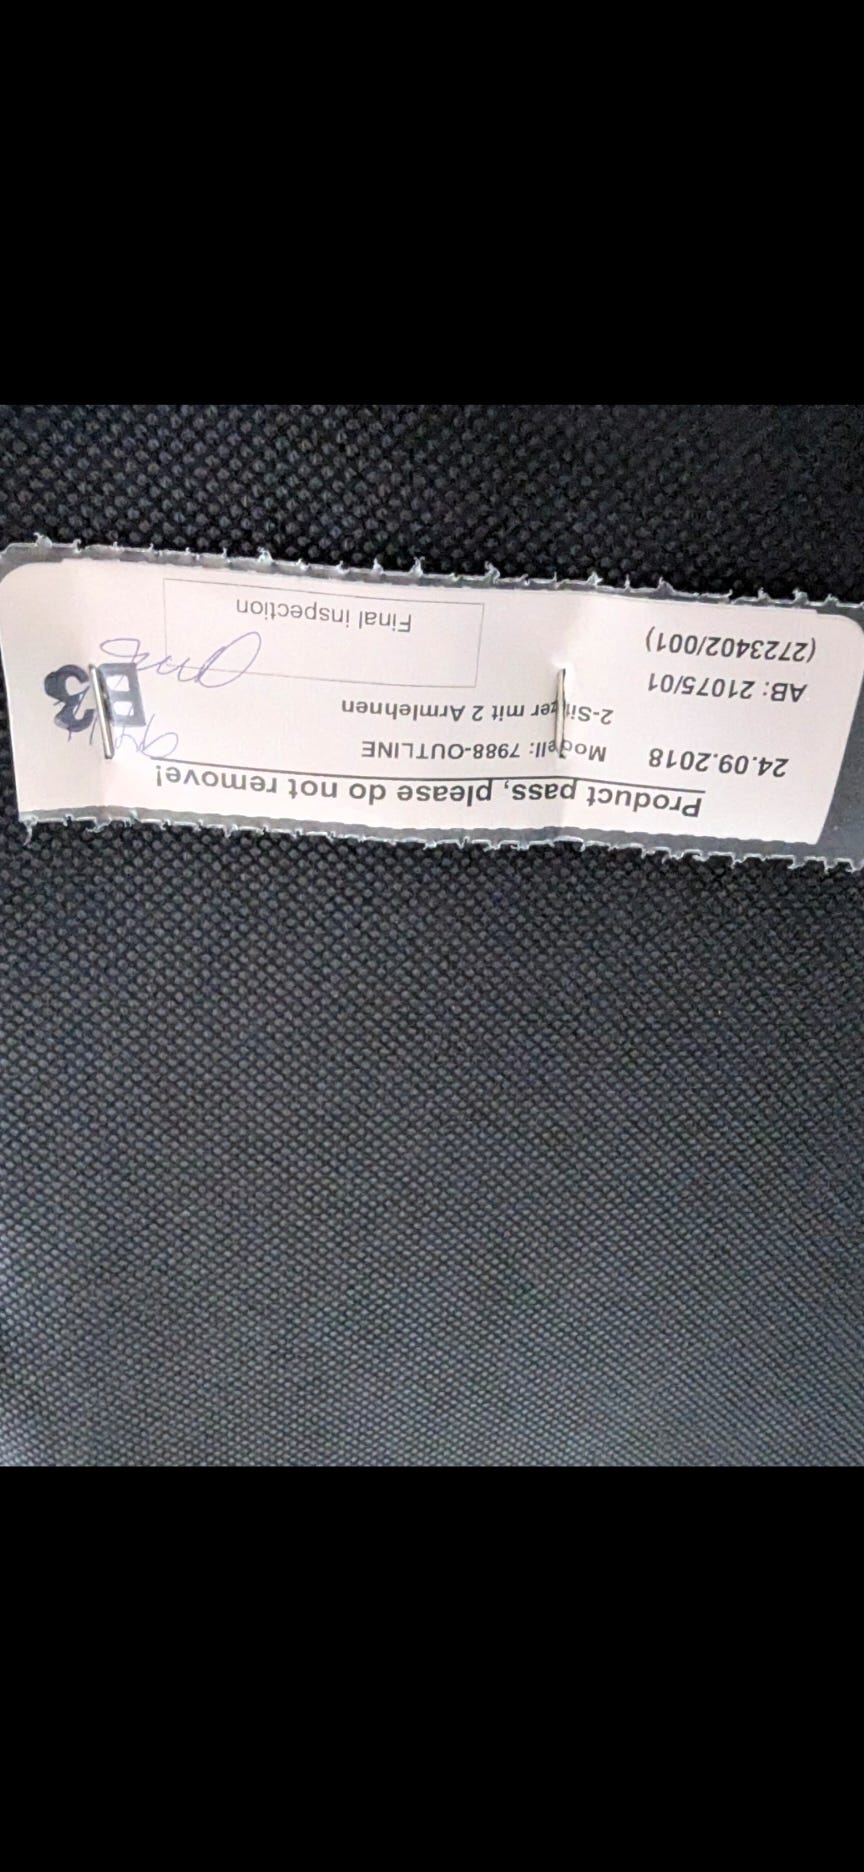 Product pass, please do not remove!
24.09.2018 Modell: 7988-OUTLINE
2-Sitzer mit 2 Armlehnen
AB: 21075/01
(2723402/001)
Final inspection
B3